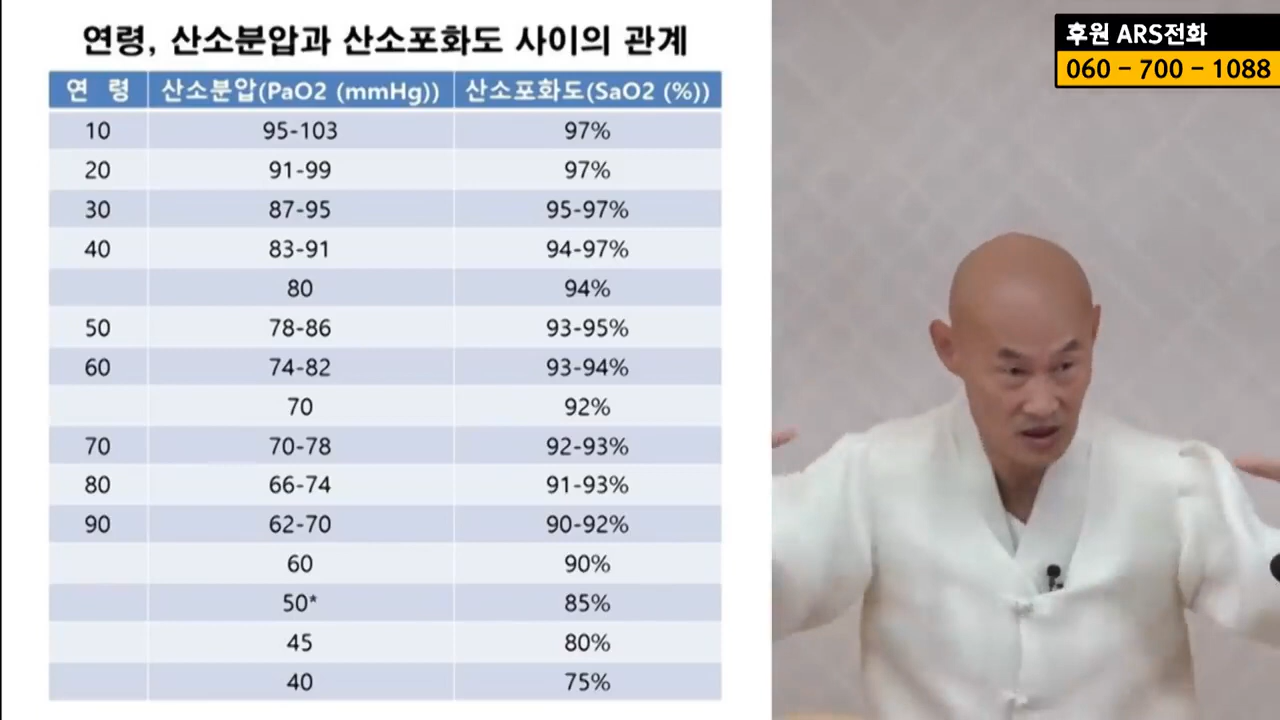 연령, 산소분압과 산소포화도 사이의 관계
연 령 산소분압(PaO2 (mmHg)) 산소포화도(SaO2 (%))
10 95-103 97%
20 91-99 97%
30 87-95 95-97%
40 83-91 94-97%
80 94%
50 78-86 93-95%
60 74-82 93-94%
70 92%
70 70-78 92-93%
80 66-74 91-93%
90 62-70 90-92%
60 90%
50* 85%
45 80%
40 75%
후원 ARS전화
060 - 700 - 1088